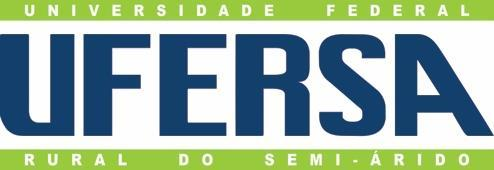 UNIVERSIDADE FEDERAL
UFERSA
RURAL DO SEMI-ÁRIDO